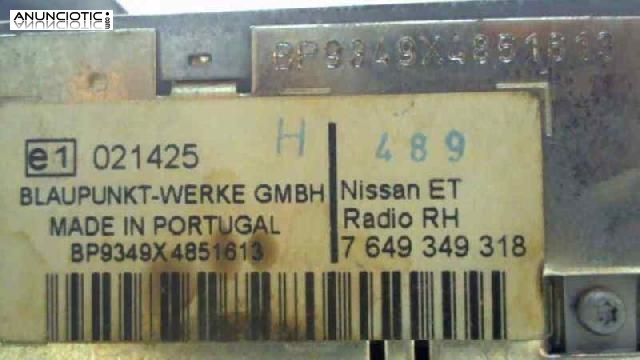 ANUNCIOTIC!
.es
BP9349X4851613
H 489
e1 021425
BLAUPUNKT-WERKE GMBH
MADE IN PORTUGAL
BP9349X4851613
Nissan ET
Radio RH
7 649 349 318